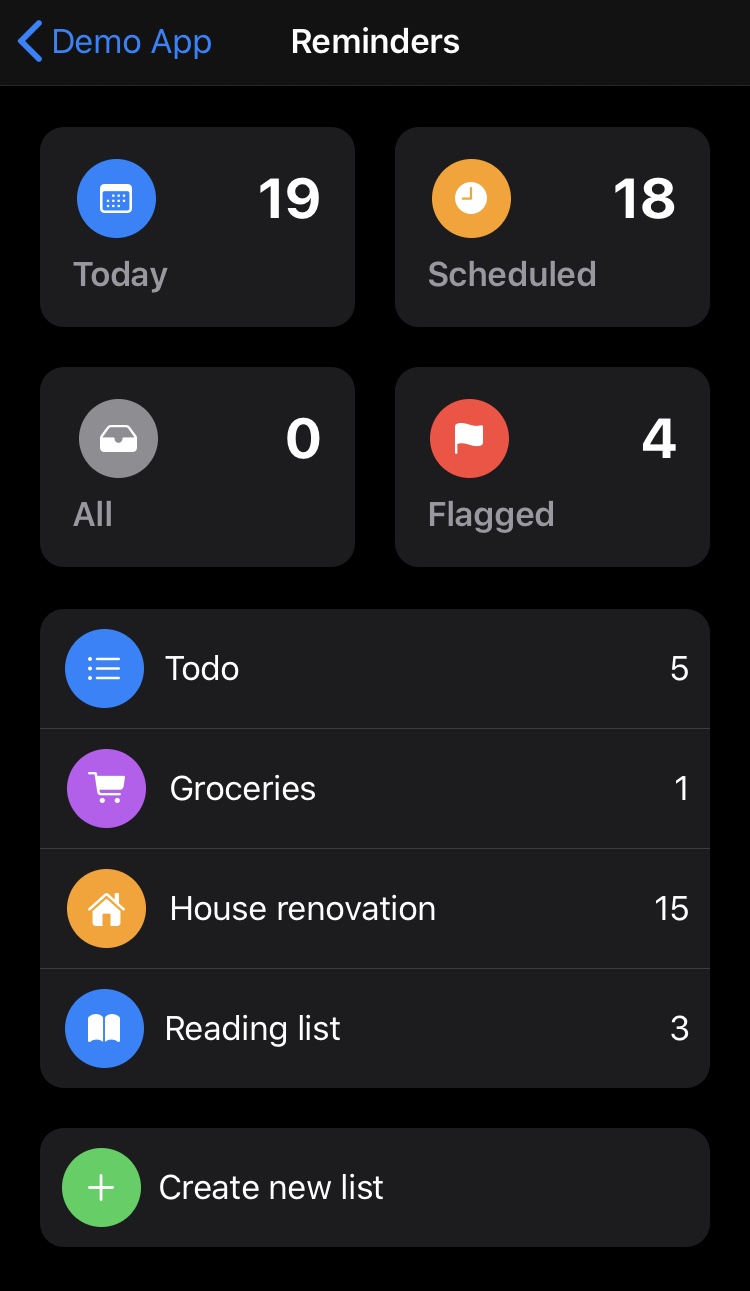 Demo App
Reminders
19
Today
18
Scheduled
0
All
4
Flagged
Todo 5
Groceries 1
House renovation 15
Reading list 3
Create new list